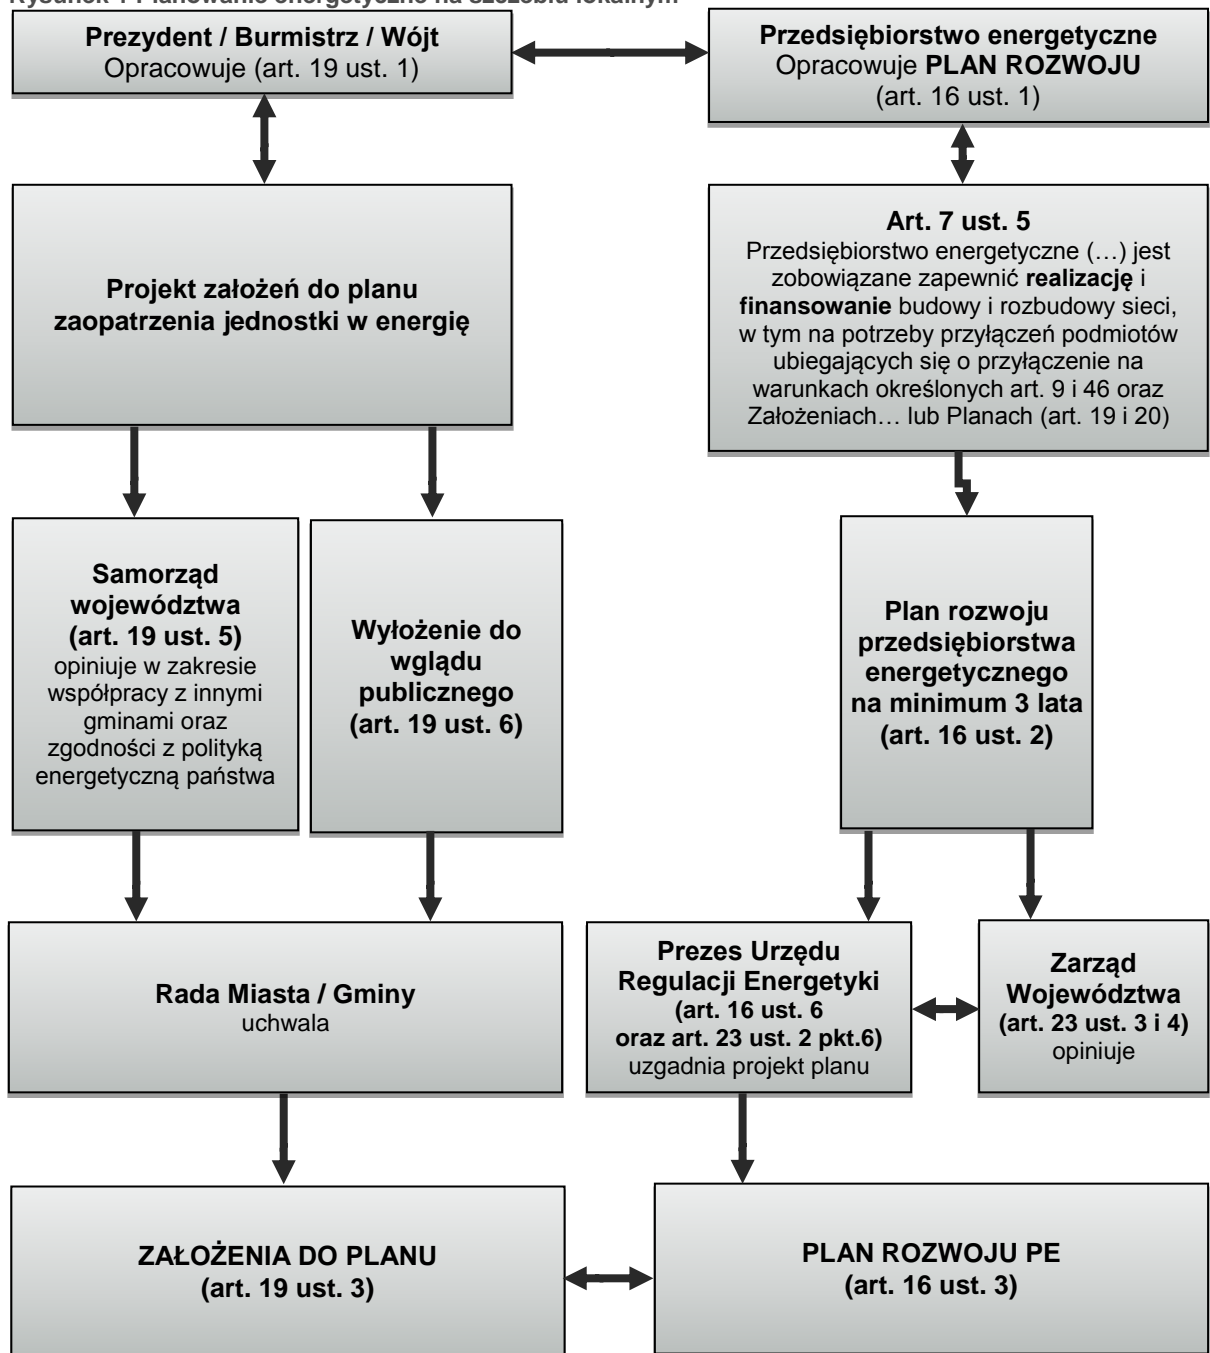 Rysunek 1 Planowanie energetyczne na szczeblu lokalnym
Prezydent / Burmistrz / Wójt
Opracowuje (art. 19 ust. 1)
Przedsiębiorstwo energetyczne
Opracowuje PLAN ROZWOJU
(art. 16 ust. 1)
Projekt założeń do planu
zaopatrzenia jednostki w energię
Art. 7 ust. 5
Przedsiębiorstwo energetyczne (…) jest
zobowiązane zapewnić realizację i
finansowanie budowy i rozbudowy sieci,
w tym na potrzeby przyłączeń podmiotów
ubiegających się o przyłączenie na
warunkach określonych art. 9 i 46 oraz
Założeniach… lub Planach (art. 19 i 20)
Samorząd
województwa
(art. 19 ust. 5)
opiniuje w zakresie
współpracy z innymi
gminami oraz
zgodności z polityką
energetyczną państwa
Wyłożenie do
wglądu
publicznego
(art. 19 ust. 6)
Plan rozwoju
przedsiębiorstwa
energetycznego
na minimum 3 lata
(art. 16 ust. 2)
Rada Miasta / Gminy
uchwala
Prezes Urzędu
Regulacji Energetyki
(art. 16 ust. 6
oraz art. 23 ust. 2 pkt.6)
uzgadnia projekt planu
Zarząd
Województwa
(art. 23 ust. 3 i 4)
opiniuje
ZAŁOŻENIA DO PLANU
(art. 19 ust. 3)
PLAN ROZWOJU PE
(art. 16 ust. 3)